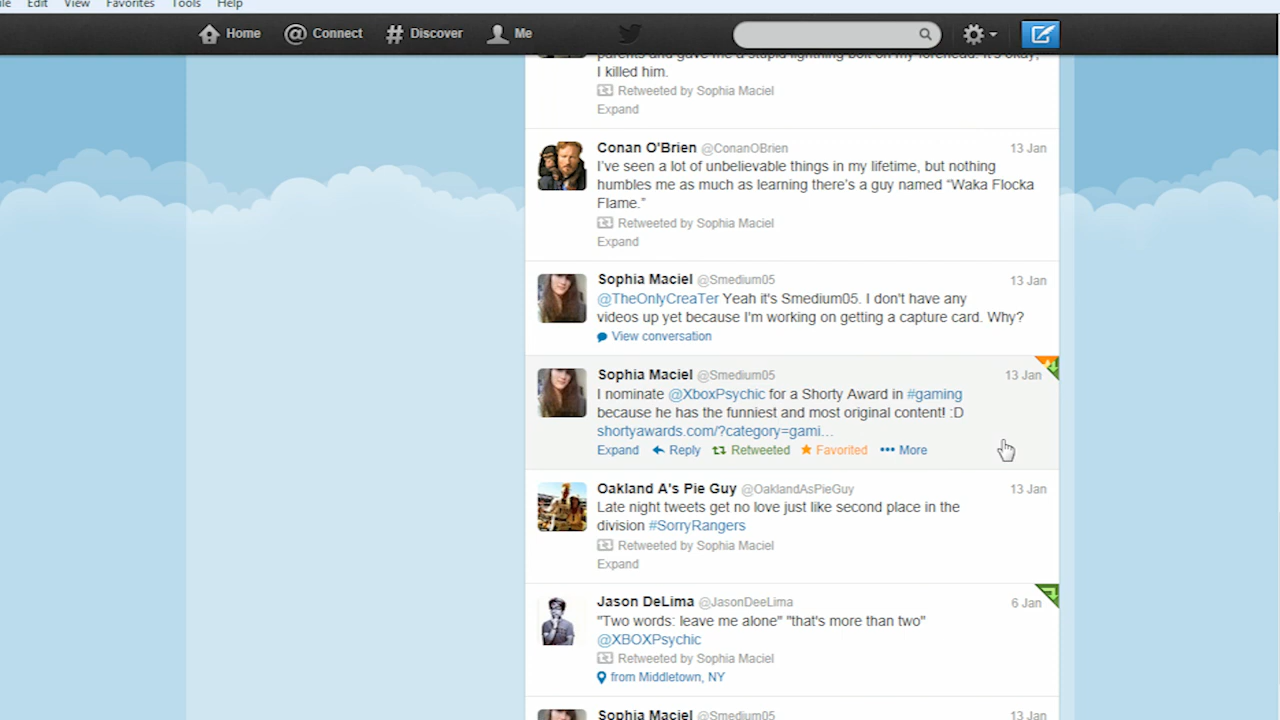 File Edit View Favorites Tools Help
Home Connect Discover Me
parents and gave me a stupid lightning bolt on my forehead. It's okay,
I killed him.
Retweeted by Sophia Maciel
Expand
Conan O'Brien @ConanOBrien 13 Jan
I've seen a lot of unbelievable things in my lifetime, but nothing
humbles me as much as learning there's a guy named “Waka Flocka
Flame.”
Retweeted by Sophia Maciel
Expand
Sophia Maciel @Smedium05 13 Jan
@TheOnlyCreaTer Yeah it's Smedium05. I don't have any
videos up yet because I'm working on getting a capture card. Why?
View conversation
Sophia Maciel @Smedium05 13 Jan
I nominate @XboxPsychic for a Shorty Award in #gaming
because he has the funniest and most original content! :D
shortyawards.com/?category=gami...
Expand Reply Retweeted Favorited ••• More
Oakland A's Pie Guy @OaklandAsPieGuy 13 Jan
Late night tweets get no love just like second place in the
division #SorryRangers
Retweeted by Sophia Maciel
Expand
Jason DeLima @JasonDeeLima 6 Jan
"Two words: leave me alone" "that's more than two"
@XBOXPsychic
Retweeted by Sophia Maciel
from Middletown, NY
Sophia Maciel @Smedium05 13 Jan